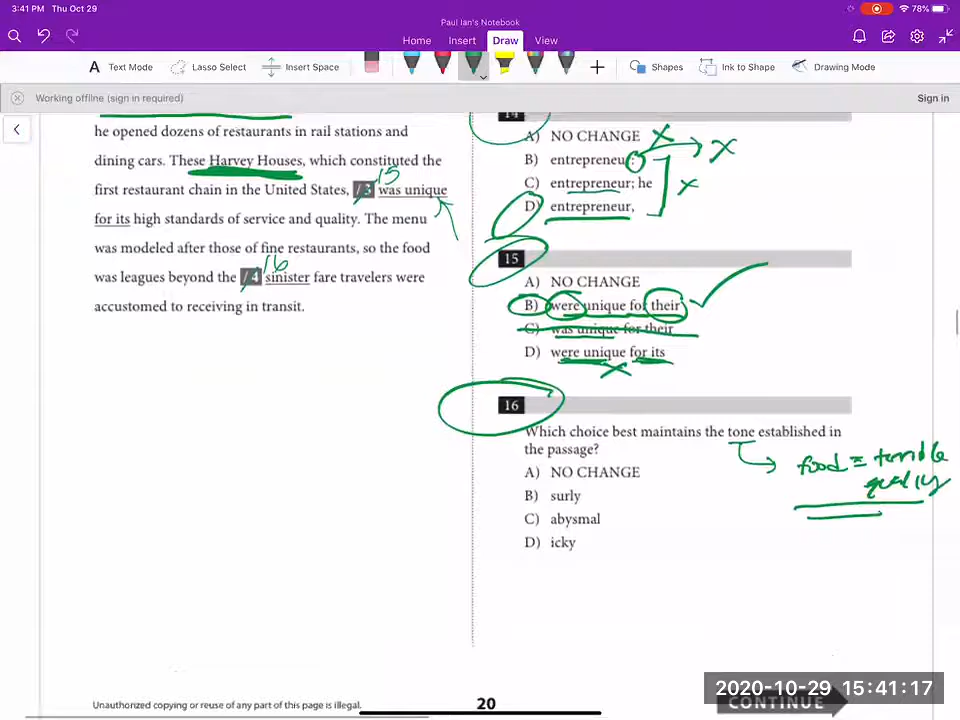 3:41 PM Thu Oct 29
78%
Paul Ian's Notebook
Home Insert Draw View
Text Mode Lasso Select Insert Space Shapes Ink to Shape Drawing Mode
Working offline (sign in required) Sign in
he opened dozens of restaurants in rail stations and
dining cars. These Harvey Houses, which constituted the
15
first restaurant chain in the United States, was unique
for its high standards of service and quality. The menu
was modeled after those of fine restaurants, so the food
16
was leagues beyond the sinister fare travelers were
accustomed to receiving in transit.
14
A) NO CHANGE
B) entrepreneur:
C) entrepreneur; he
D) entrepreneur,
X X
X
15
A) NO CHANGE
B) were unique for their
C) was unique for their
D) were unique for its
X
16
Which choice best maintains the tone established in
the passage?
A) NO CHANGE
B) surly
C) abysmal
D) icky
food = terrible
quality
Unauthorized copying or reuse of any part of this page is illegal.
20
CONTINUE
2020-10-29 15:41:17